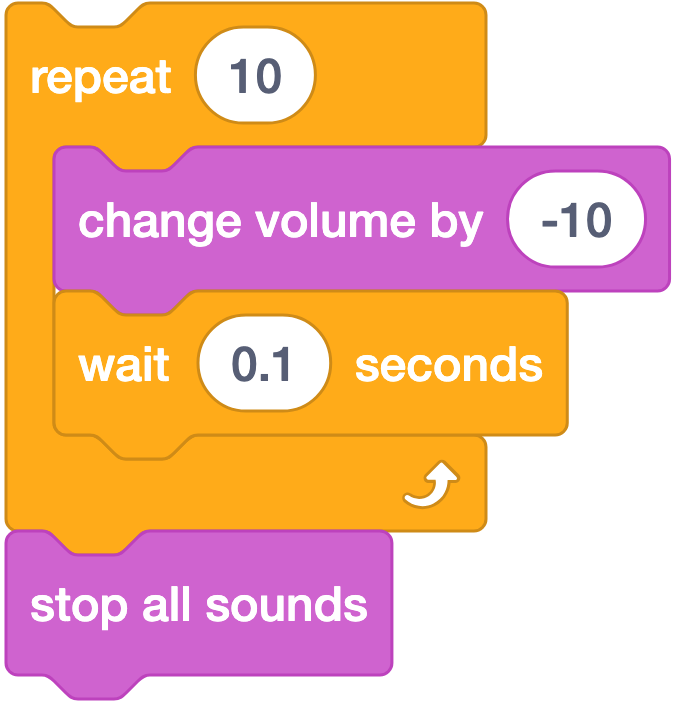 repeat 10
change volume by -10
wait 0.1 seconds
stop all sounds